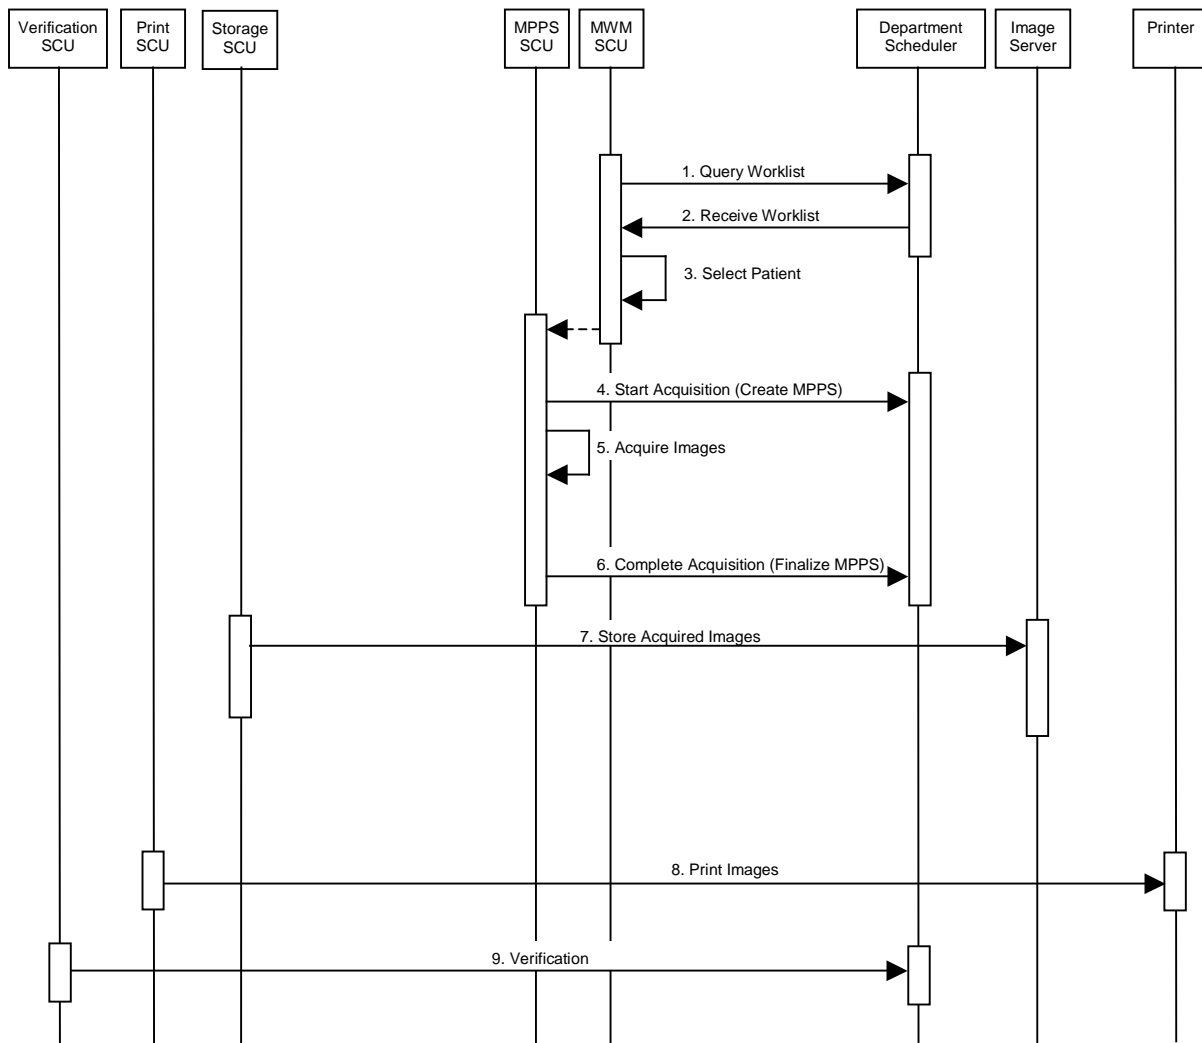 Verification
SCU
Print
SCU
Storage
SCU
MPPS
SCU
MWM
SCU
Department
Scheduler
Image
Server
Printer
1. Query Worklist
2. Receive Worklist
3. Select Patient
4. Start Acquisition (Create MPPS)
5. Acquire Images
6. Complete Acquisition (Finalize MPPS)
7. Store Acquired Images
8. Print Images
9. Verification